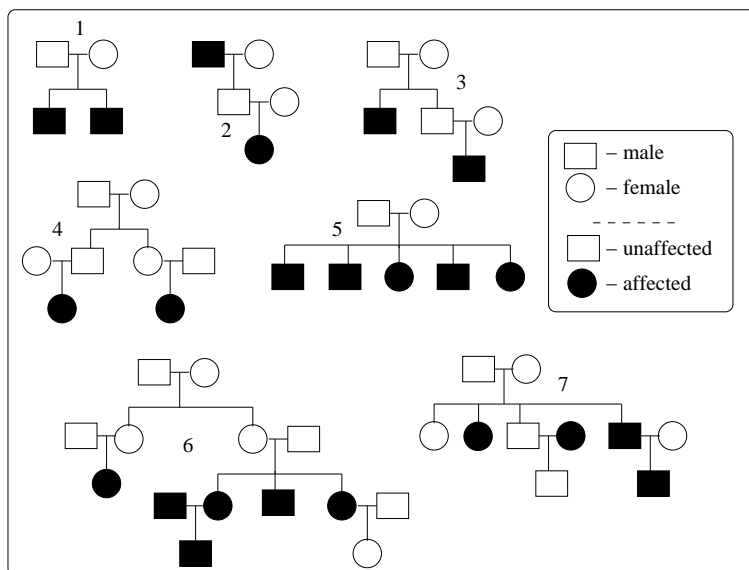 1
2
3
4
5
6
7
– male
– female
– – – – – –
– unaffected
– affected